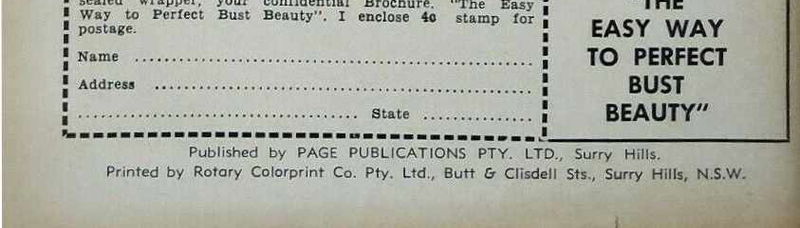 sealed wrapper, your confidential Brochure. "The Easy
Way to Perfect Bust Beauty". I enclose 4c stamp for
postage.
Name
Address
State
"THE
EASY WAY
TO PERFECT
BUST
BEAUTY"
Published by PAGE PUBLICATIONS PTY. LTD., Surry Hills.
Printed by Rotary Colorprint Co. Pty. Ltd., Butt & Clisdell Sts., Surry Hills, N.S.W.